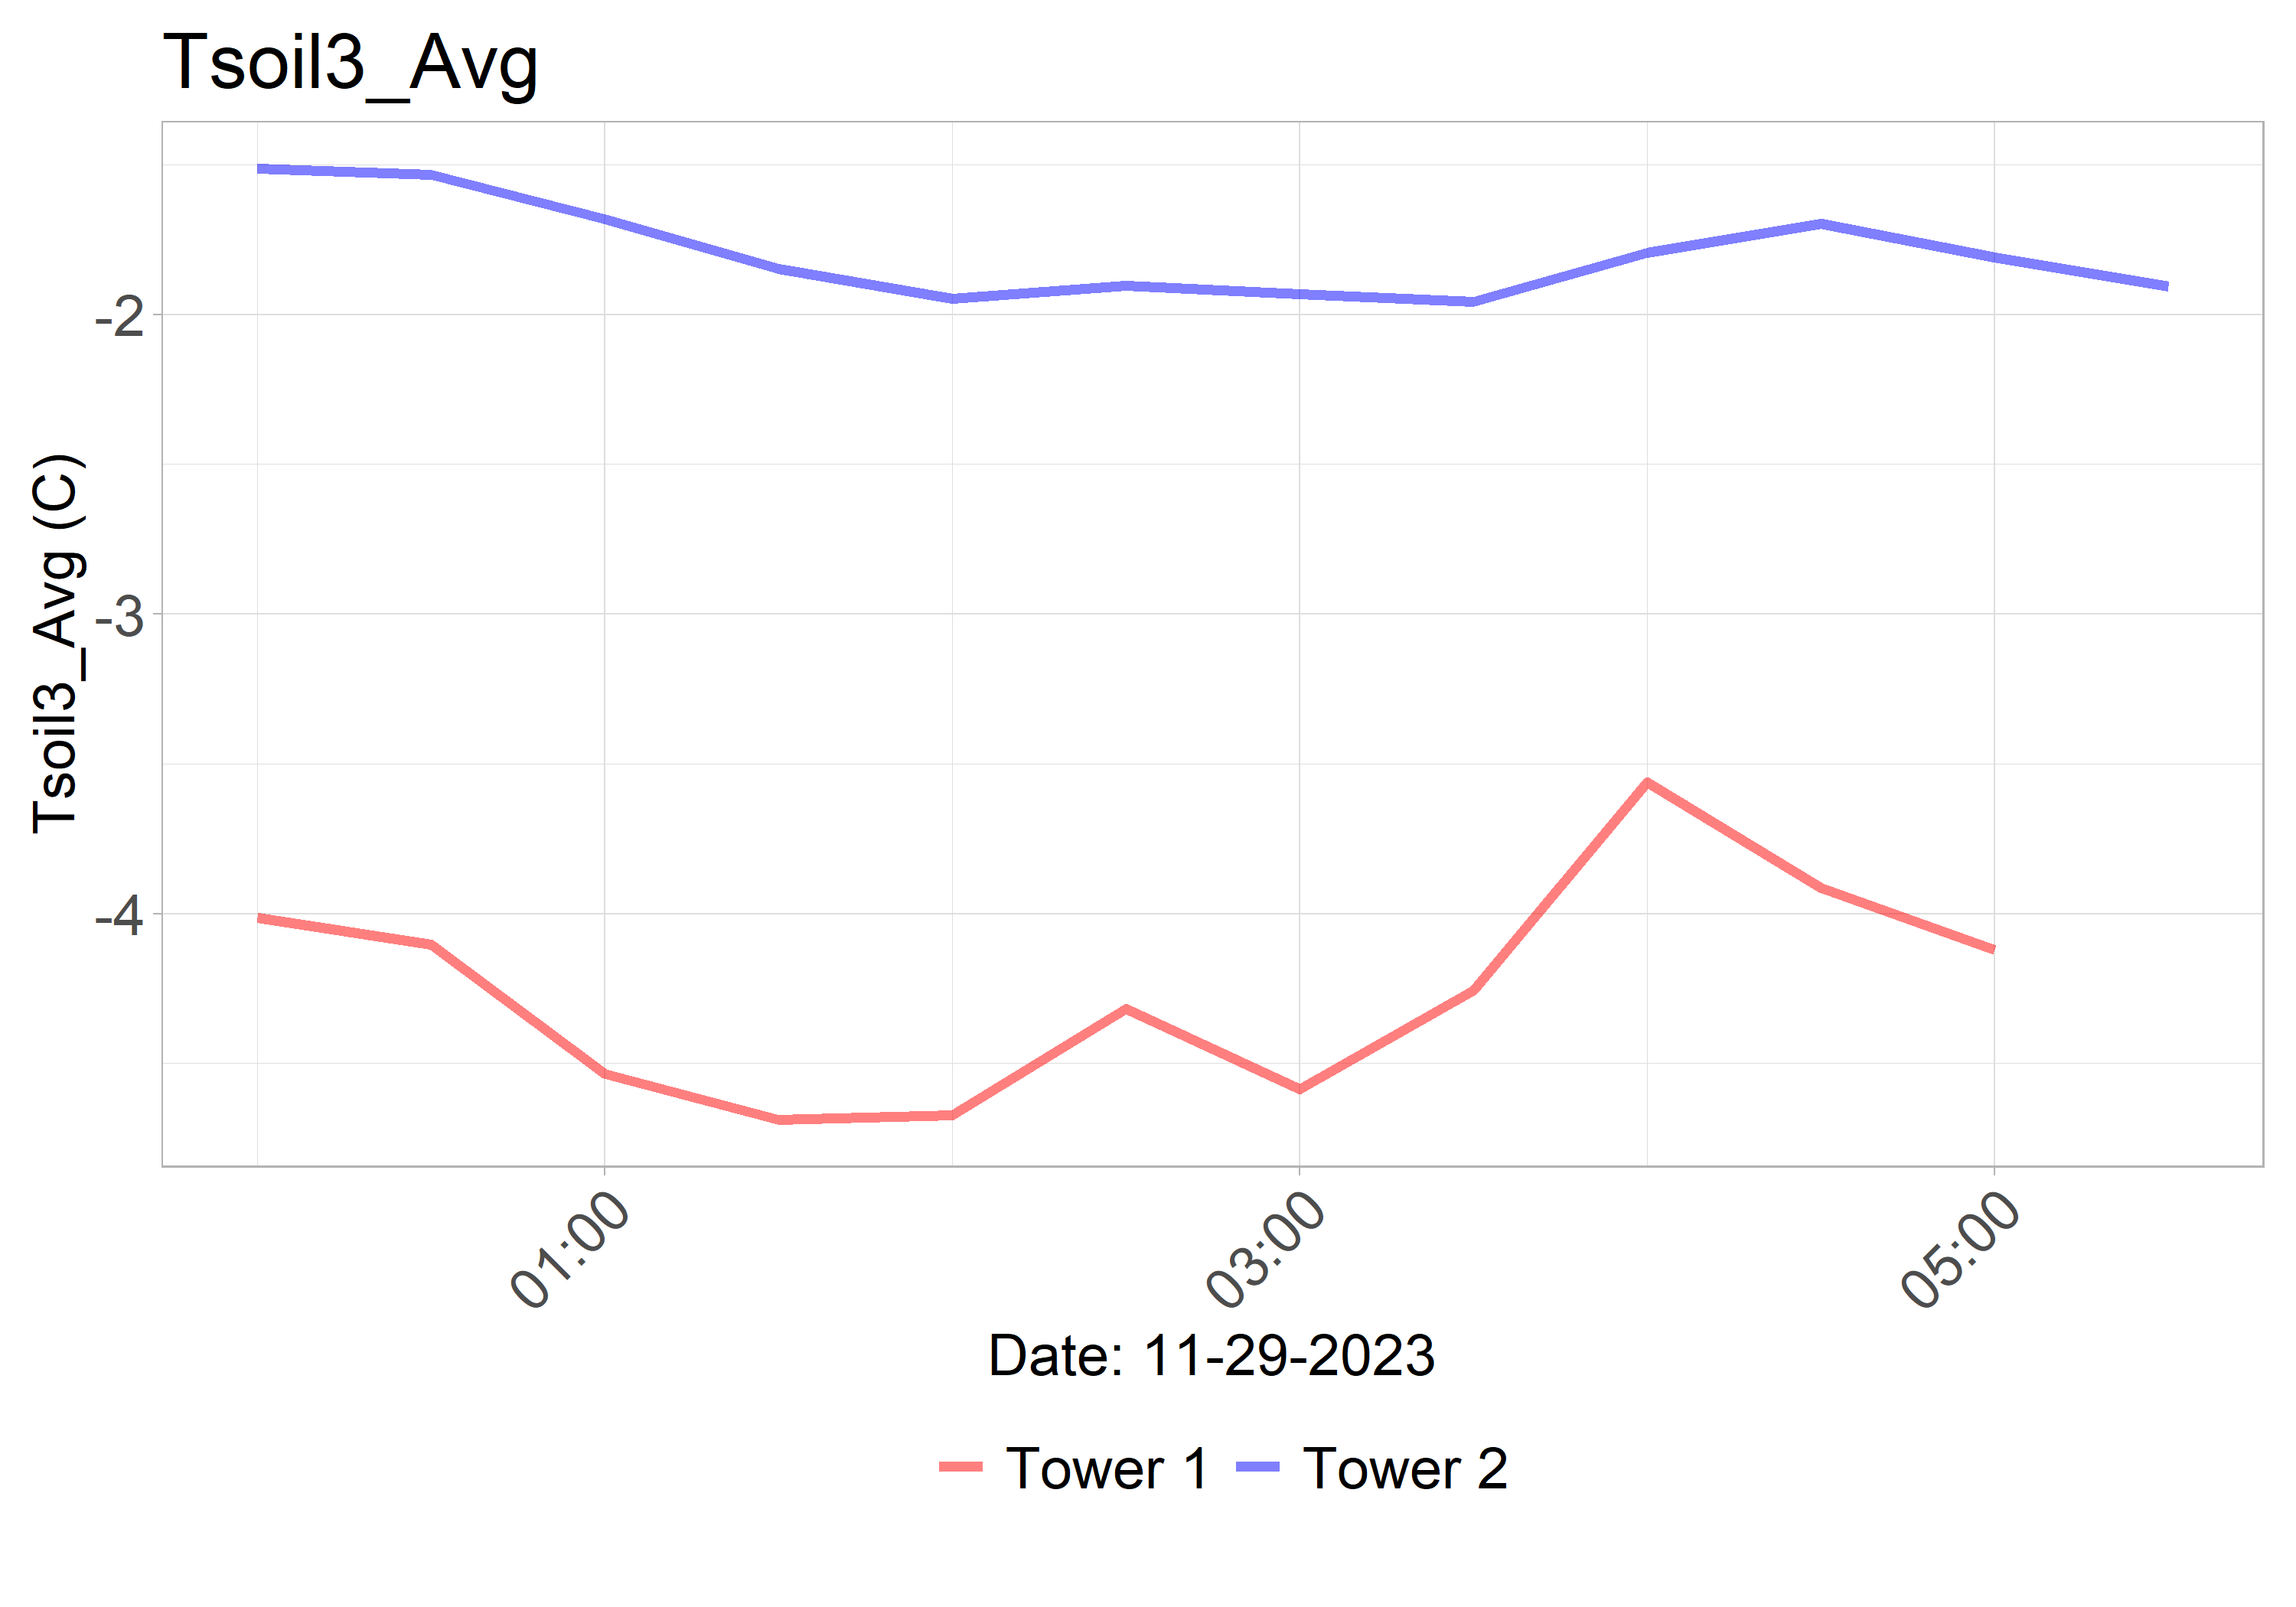 Tsoil3_Avg
Tsoil3_Avg (C)
-2
-3
-4
01:00
03:00
05:00
Date: 11-29-2023
Tower 1
Tower 2